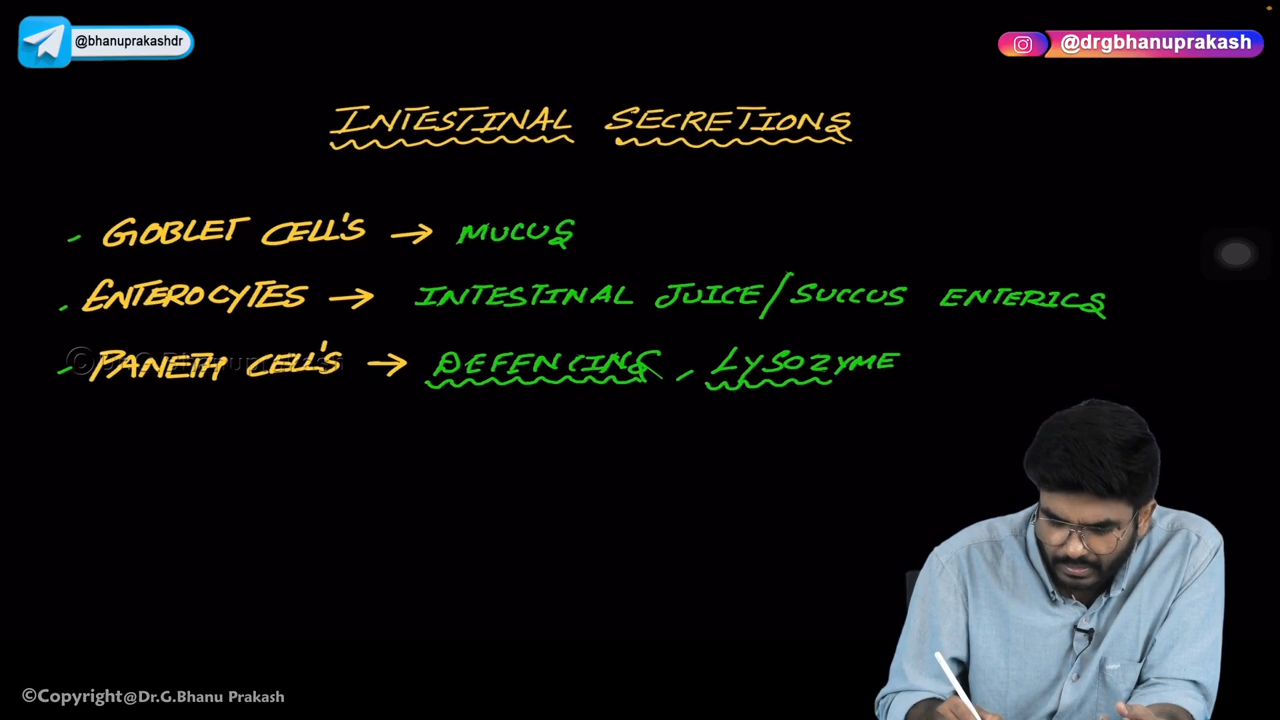 @bhanuprakashdr
@drgbhanuprakash
INTESTINAL SECRETIONS
- GOBLET CELL'S → MUCUS
. ENTEROCYTES → INTESTINAL JUICE/SUCCUS ENTERICS
- PANETH CELL'S → DEFENCINS, LYSOZYME
©Copyright@Dr.G.Bhanu Prakash